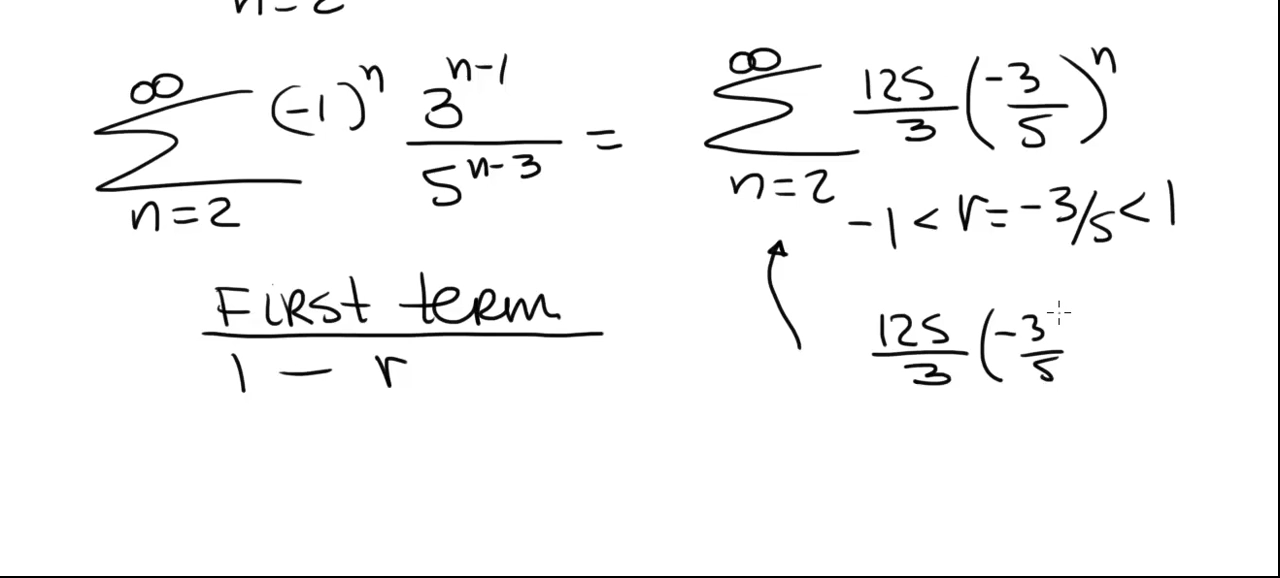 n=2
∞ ∑ n=2 (-1)^n 3^{n-1} / 5^{n-3} = ∞ ∑ n=2 125/3 (-3/5)^n
-1 < r = -3/5 < 1
First term / 1 - r
125/3 (-3/5